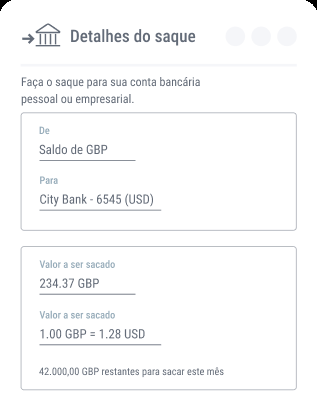 Detalhes do saque
Faça o saque para sua conta bancária
pessoal ou empresarial.
De
Saldo de GBP
Para
City Bank - 6545 (USD)
Valor a ser sacado
234.37 GBP
Valor a ser sacado
1.00 GBP = 1.28 USD
42.000,00 GBP restantes para sacar este mês